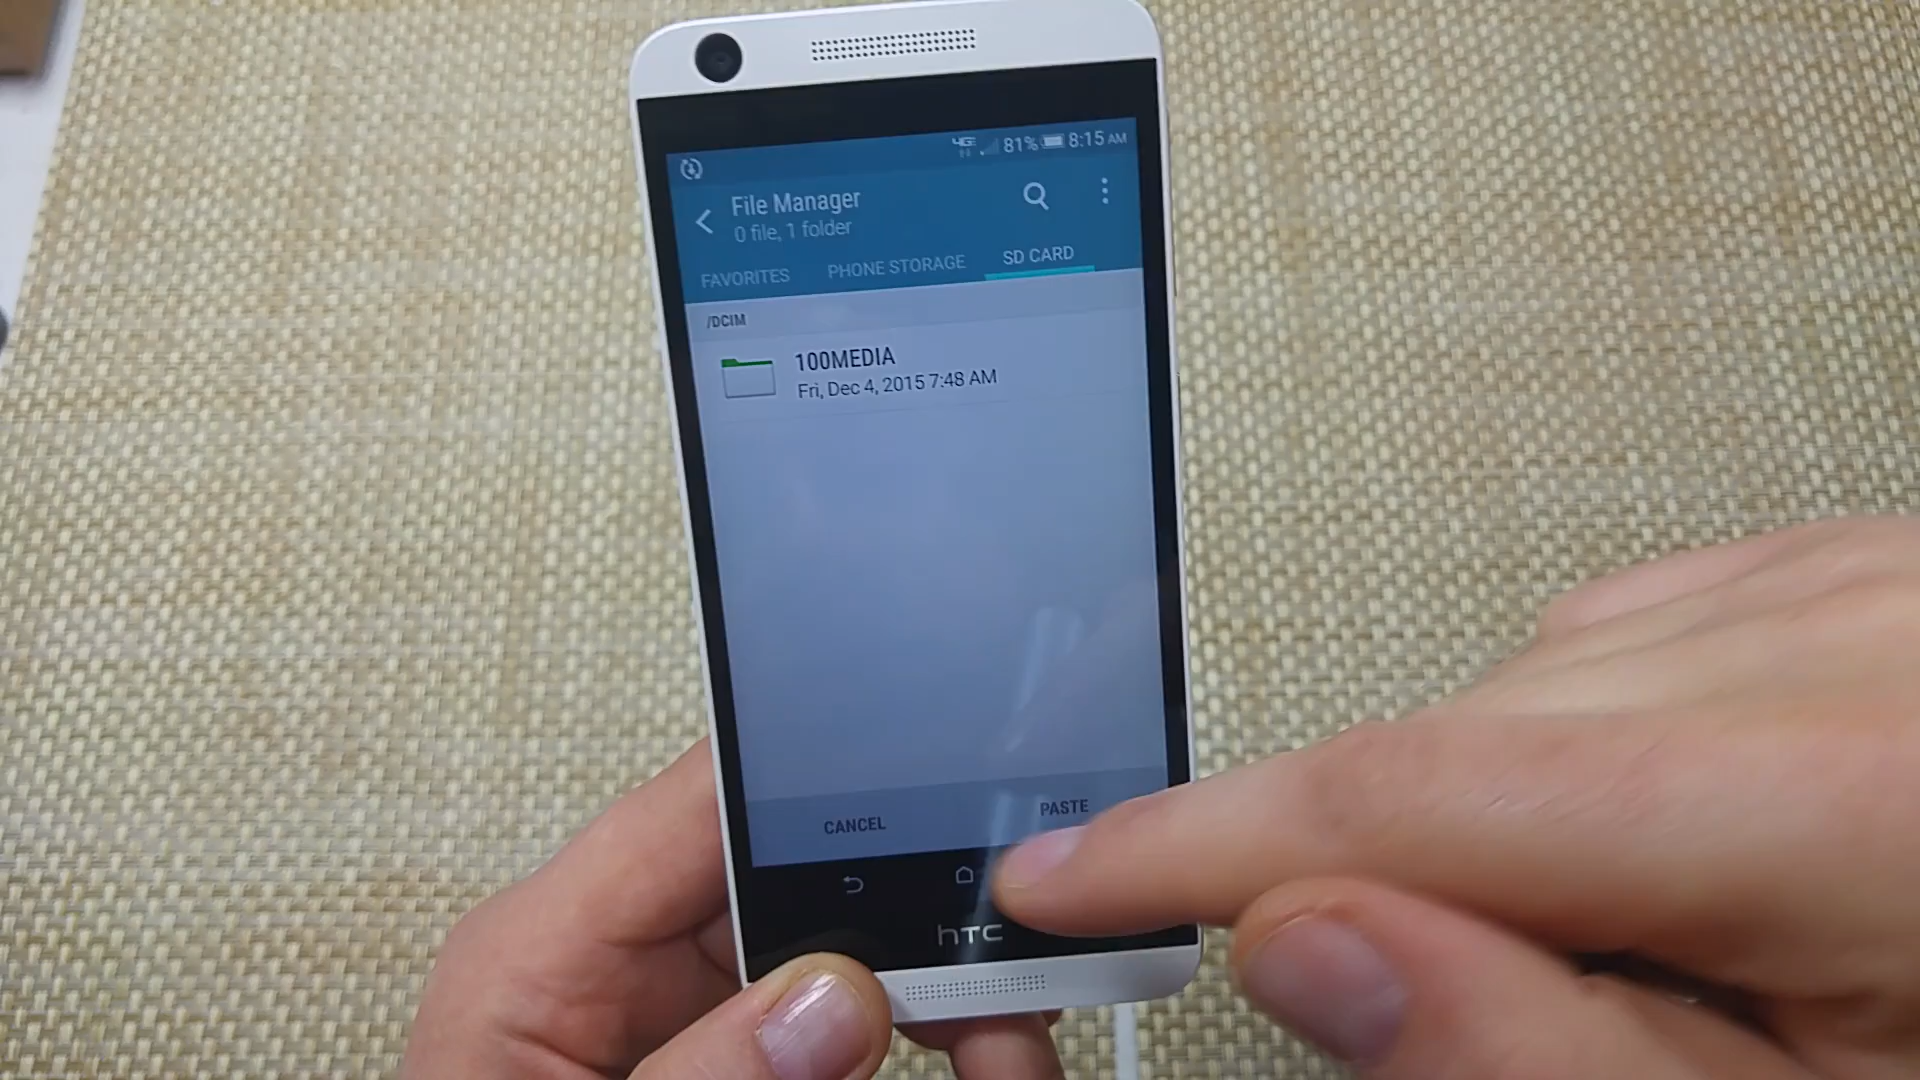 4G 81% 8:15 AM
File Manager
0 file, 1 folder
FAVORITES PHONE STORAGE SD CARD
/DCIM
100MEDIA
Fri, Dec 4, 2015 7:48 AM
CANCEL PASTE
hTC